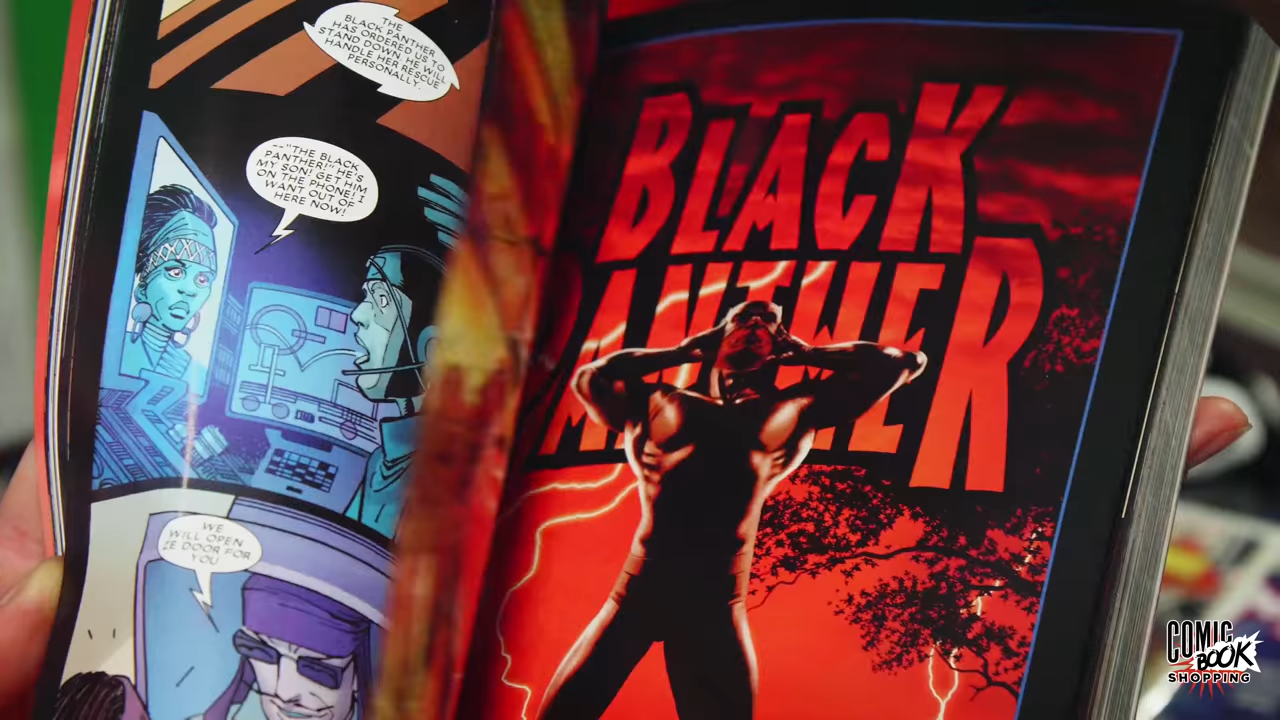 THE
BLACK PANTHER
HAS ORDERED US TO
STAND DOWN. HE WILL
HANDLE HER RESCUE
PERSONALLY.
--"THE BLACK
PANTHER!" HE'S
MY SON! GET HIM
ON THE PHONE! I
WANT OUT OF
HERE NOW!
WE
WILL OPEN
ZE DOOR FOR
YOU
BLACK
PANTHER
COMIC
BOOK
SHOPPING